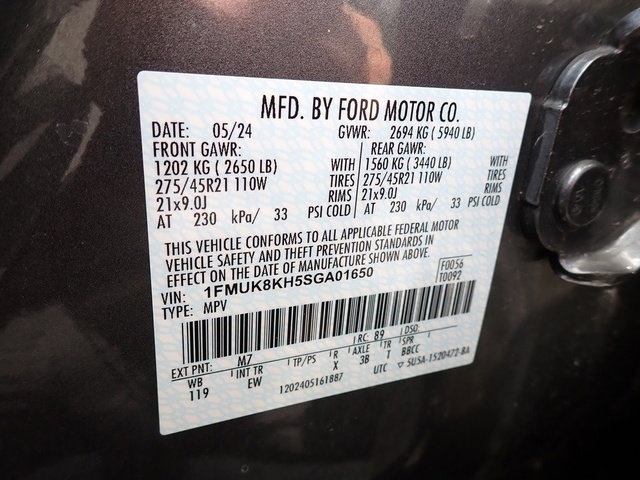 MFD. BY FORD MOTOR CO.
DATE: 05/24 GVWR: 2694 KG ( 5940 LB)
FRONT GAWR: REAR GAWR:
1202 KG ( 2650 LB) WITH 1560 KG ( 3440 LB) WITH
275/45R21 110W TIRES 275/45R21 110W TIRES
21x9.0J RIMS 21x9.0J RIMS
AT 230 kPa/ 33 PSI COLD AT 230 kPa/ 33 PSI COLD
THIS VEHICLE CONFORMS TO ALL APPLICABLE FEDERAL MOTOR
VEHICLE SAFETY AND THEFT PREVENTION STANDARDS IN
EFFECT ON THE DATE OF MANUFACTURE SHOWN ABOVE.
VIN: 1FMUK8KH5SGA01650 F0056
TYPE: MPV T0092
EXT PNT: M7 RC: 89 DSO:
WB INT TR TP/PS R AXLE TR SPR
119 EW X 3B T BBCC
1202405161887 UTC ▽ 5U5A-1520472-BA